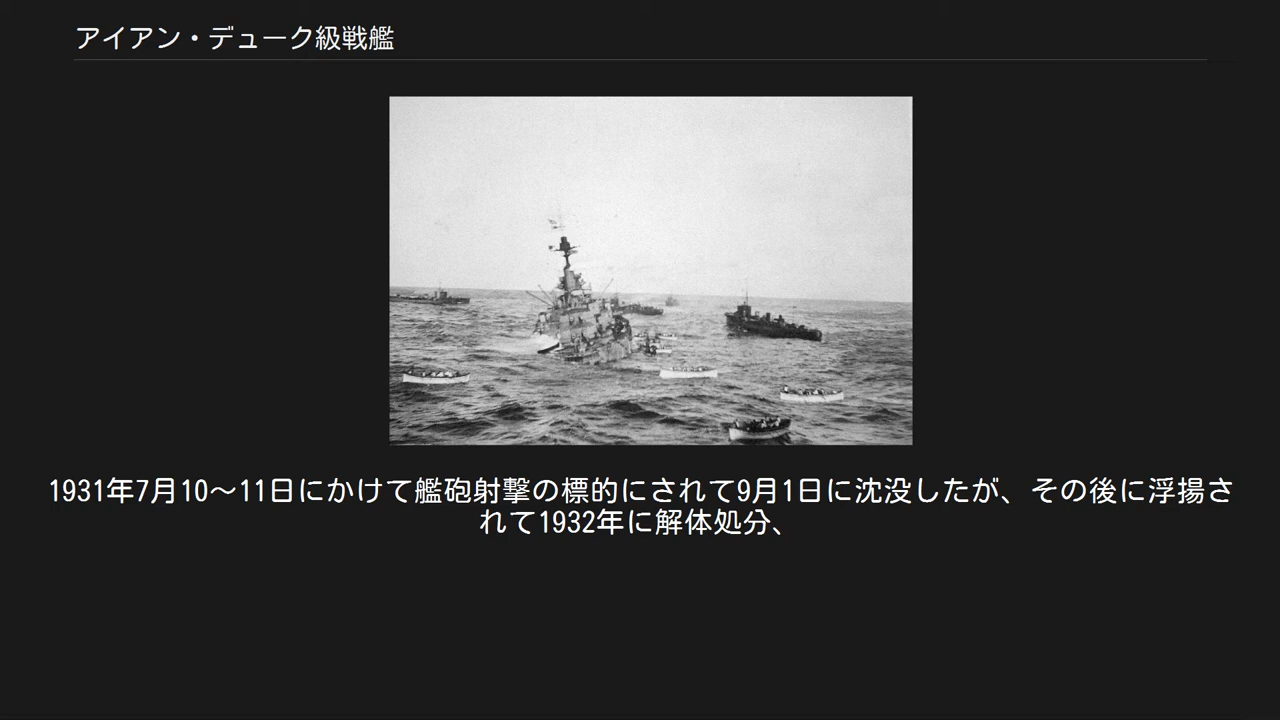 アイアン・デューク級戦艦
1931年7月10～11日にかけて艦砲射撃の標的にされて9月1日に沈没したが、その後に浮揚さ
れて1932年に解体処分、